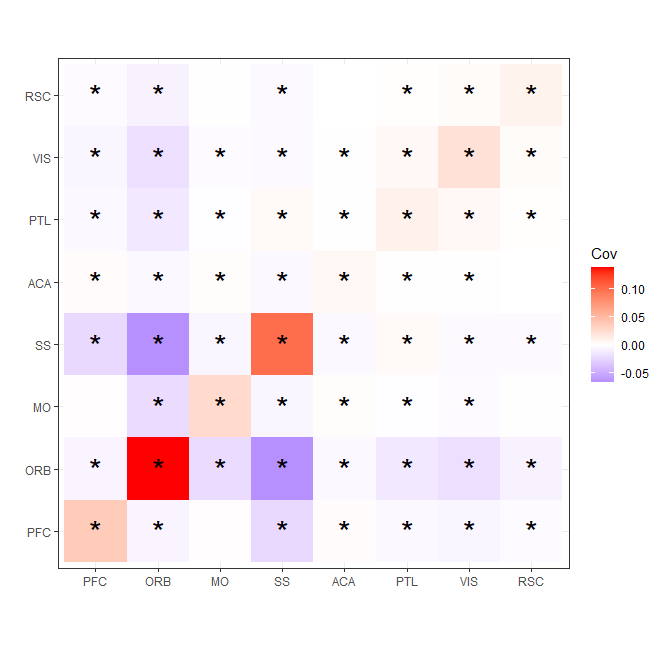 RSC * * * * * *
VIS * * * * * * * *
PTL * * * * * * * *
ACA * * * * * * *
SS * * * * * * * *
MO * * * * * *
ORB * * * * * * * *
PFC * * * * * * *
PFC ORB MO SS ACA PTL VIS RSC
Cov
0.10
0.05
0.00
-0.05